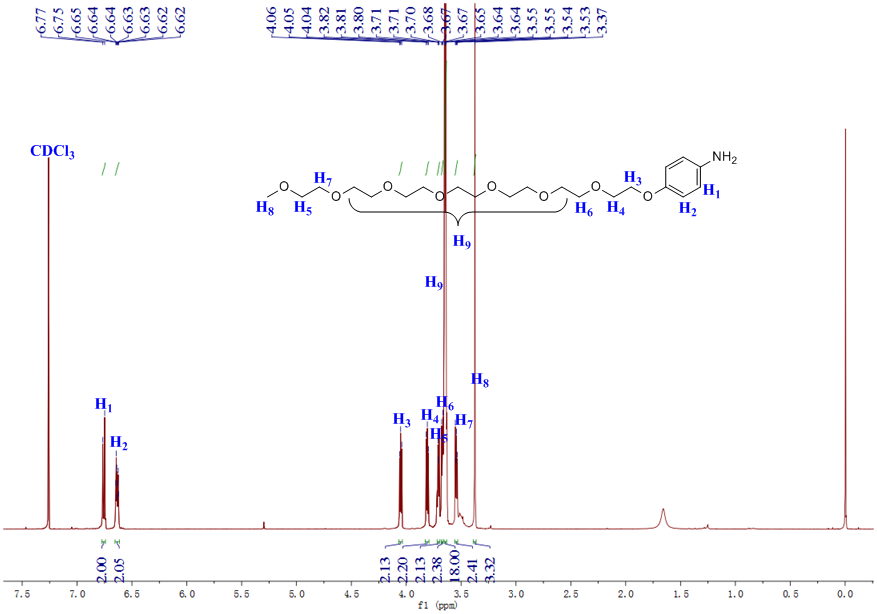 6.77 6.75 6.65 6.64 6.64 6.63 6.63 6.62 6.62 4.06 4.05 4.04 3.82 3.81 3.80 3.71 3.71 3.70 3.68 3.67 3.67 3.65 3.64 3.64 3.55 3.55 3.54 3.53 3.37
CDCl3
NH2
H7 H3
O O O O O O O O
H8 H5 H6 H4 H1
H2
H9
H9
H8
H1 H6
H3 H4 H7
H2 H5
2.00 2.05 2.13 2.20 2.13 2.38 18.00 2.41 3.32
7.5 7.0 6.5 6.0 5.5 5.0 4.5 4.0 3.5 3.0 2.5 2.0 1.5 1.0 0.5 0.0
f1 (ppm)